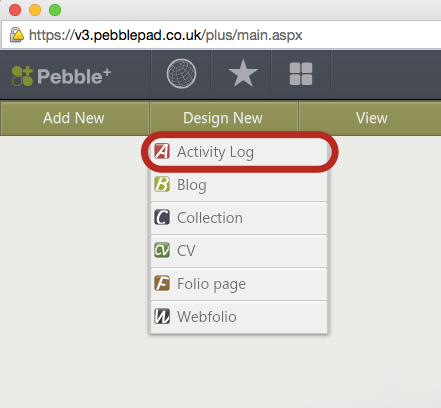 https://v3.pebblepad.co.uk/plus/main.aspx
Pebble+
Add New Design New View
A Activity Log
B Blog
C Collection
CV CV
F Folio page
W Webfolio